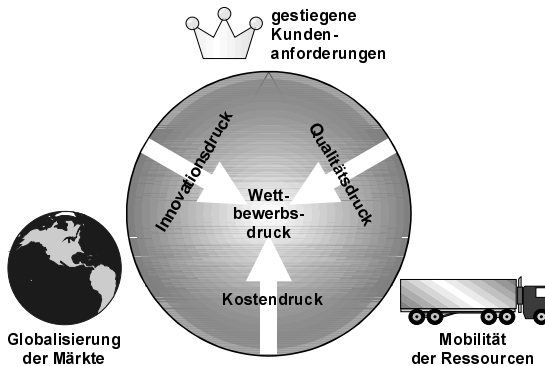 gestiegene
Kunden-
anforderungen
Innovationsdruck
Qualitätsdruck
Wett-
bewerbs-
druck
Kostendruck
Globalisierung
der Märkte
Mobilität
der Ressourcen